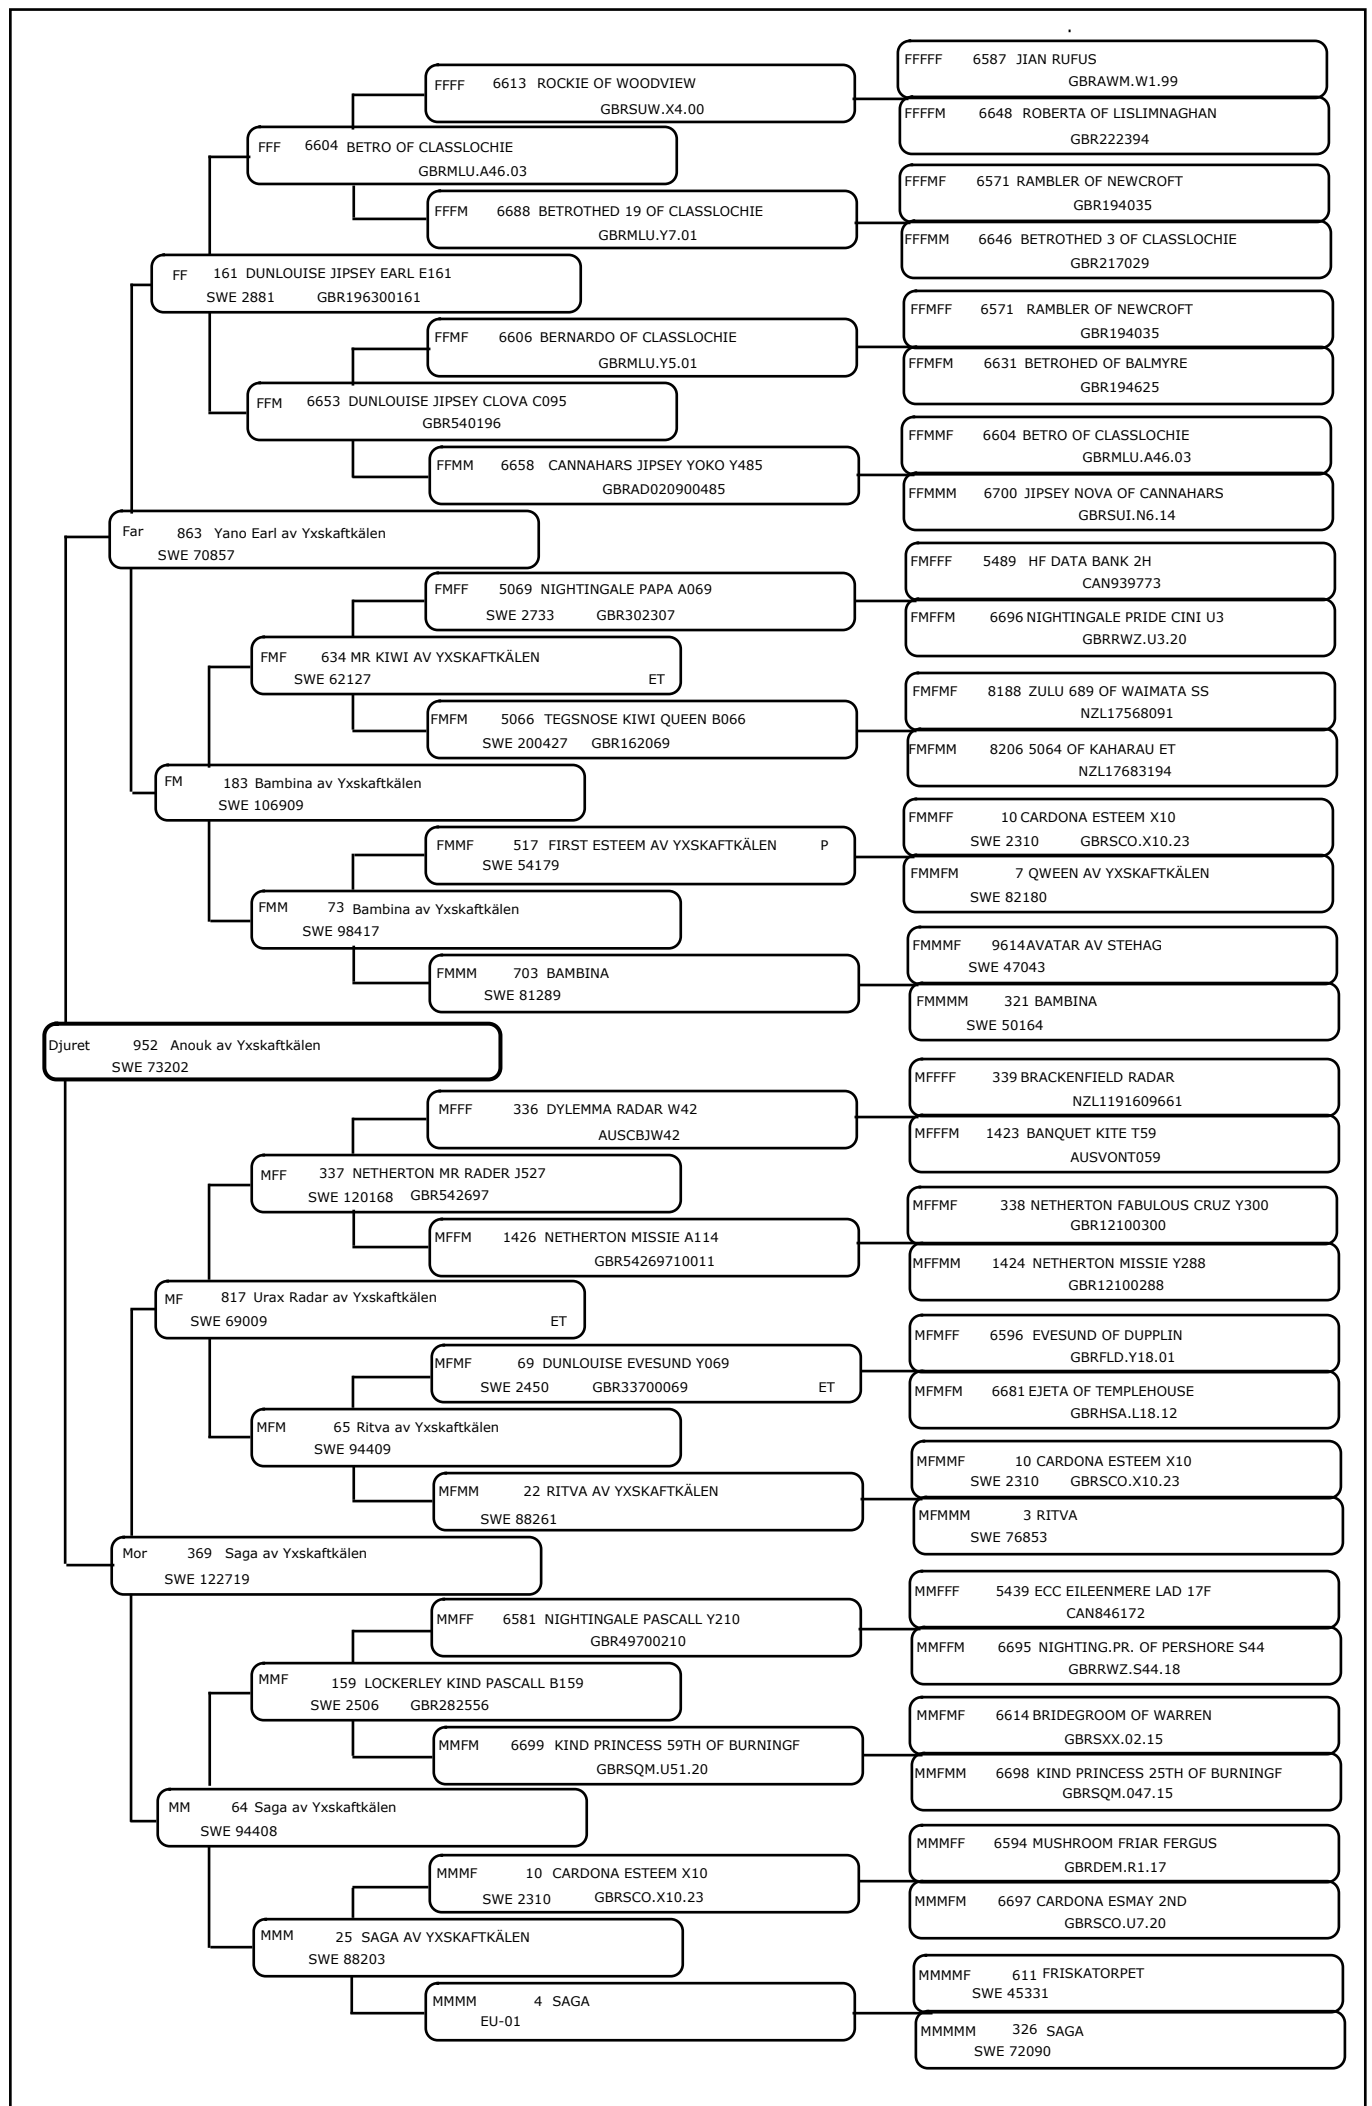 FFFFF 6587 JIAN RUFUS
GBRAWM.W1.99
FFFF 6613 ROCKIE OF WOODVIEW
GBRSUW.X4.00
FFFFM 6648 ROBERTA OF LISLIMNAGHAN
GBR222394
FFF 6604 BETRO OF CLASSLOCHIE
GBRMLU.A46.03
FFFMF 6571 RAMBLER OF NEWCROFT
GBR194035
FFFM 6688 BETROTHED 19 OF CLASSLOCHIE
GBRMLU.Y7.01
FFFMM 6646 BETROTHED 3 OF CLASSLOCHIE
GBR217029
FF 161 DUNLOUISE JIPSEY EARL E161
SWE 2881 GBR196300161
FFMFF 6571 RAMBLER OF NEWCROFT
GBR194035
FFMF 6606 BERNARDO OF CLASSLOCHIE
GBRMLU.Y5.01
FFMFM 6631 BETROHED OF BALMYRE
GBR194625
FFM 6653 DUNLOUISE JIPSEY CLOVA C095
GBR540196
FFMMF 6604 BETRO OF CLASSLOCHIE
GBRMLU.A46.03
FFMM 6658 CANNAHARS JIPSEY YOKO Y485
GBRAD020900485
FFMMM 6700 JIPSEY NOVA OF CANNAHARS
GBRSUI.N6.14
Far 863 Yano Earl av Yxskaftkälen
SWE 70857
FMFFF 5489 HF DATA BANK 2H
CAN939773
FMFF 5069 NIGHTINGALE PAPA A069
SWE 2733 GBR302307
FMFFM 6696 NIGHTINGALE PRIDE CINI U3
GBRRWZ.U3.20
FMF 634 MR KIWI AV YXSKAFTKÄLEN
SWE 62127 ET
FMFMF 8188 ZULU 689 OF WAIMATA SS
NZL17568091
FMFM 5066 TEGSNOSE KIWI QUEEN B066
SWE 200427 GBR162069
FMFMM 8206 5064 OF KAHARAU ET
NZL17683194
FM 183 Bambina av Yxskaftkälen
SWE 106909
FMMFF 10 CARDONA ESTEEM X10
SWE 2310 GBRSCO.X10.23
FMMF 517 FIRST ESTEEM AV YXSKAFTKÄLEN P
SWE 54179
FMMFM 7 QWEEN AV YXSKAFTKÄLEN
SWE 82180
FMM 73 Bambina av Yxskaftkälen
SWE 98417
FMMMF 9614 AVATAR AV STEHAG
SWE 47043
FMMM 703 BAMBINA
SWE 81289
FMMMM 321 BAMBINA
SWE 50164
Djuret 952 Anouk av Yxskaftkälen
SWE 73202
MFFFF 339 BRACKENFIELD RADAR
NZL1191609661
MFFF 336 DYLEMMA RADAR W42
AUSCBJW42
MFFFM 1423 BANQUET KITE T59
AUSVONT059
MFF 337 NETHERTON MR RADER J527
SWE 120168 GBR542697
MFFMF 338 NETHERTON FABULOUS CRUZ Y300
GBR12100300
MFFM 1426 NETHERTON MISSIE A114
GBR54269710011
MFFMM 1424 NETHERTON MISSIE Y288
GBR12100288
MF 817 Urax Radar av Yxskaftkälen
SWE 69009 ET
MFMFF 6596 EVESUND OF DUPPLIN
GBRFLD.Y18.01
MFMF 69 DUNLOUISE EVESUND Y069
SWE 2450 GBR33700069 ET
MFMFM 6681 EJETA OF TEMPLEHOUSE
GBRHSA.L18.12
MFM 65 Ritva av Yxskaftkälen
SWE 94409
MFMMF 10 CARDONA ESTEEM X10
SWE 2310 GBRSCO.X10.23
MFMM 22 RITVA AV YXSKAFTKÄLEN
SWE 88261
MFMMM 3 RITVA
SWE 76853
Mor 369 Saga av Yxskaftkälen
SWE 122719
MMFFF 5439 ECC EILEENMERE LAD 17F
CAN846172
MMFF 6581 NIGHTINGALE PASCALL Y210
GBR49700210
MMFFM 6695 NIGHTING.PR. OF PERSHORE S44
GBRRWZ.S44.18
MMF 159 LOCKERLEY KIND PASCALL B159
SWE 2506 GBR282556
MMFMF 6614 BRIDEGROOM OF WARREN
GBRSXX.02.15
MMFM 6699 KIND PRINCESS 59TH OF BURNINGF
GBRSQM.U51.20
MMFMM 6698 KIND PRINCESS 25TH OF BURNINGF
GBRSQM.047.15
MM 64 Saga av Yxskaftkälen
SWE 94408
MMMFF 6594 MUSHROOM FRIAR FERGUS
GBRDEM.R1.17
MMMF 10 CARDONA ESTEEM X10
SWE 2310 GBRSCO.X10.23
MMMFM 6697 CARDONA ESMAY 2ND
GBRSCO.U7.20
MMM 25 SAGA AV YXSKAFTKÄLEN
SWE 88203
MMMMF 611 FRISKATORPET
SWE 45331
MMMM 4 SAGA
EU-01
MMMMM 326 SAGA
SWE 72090